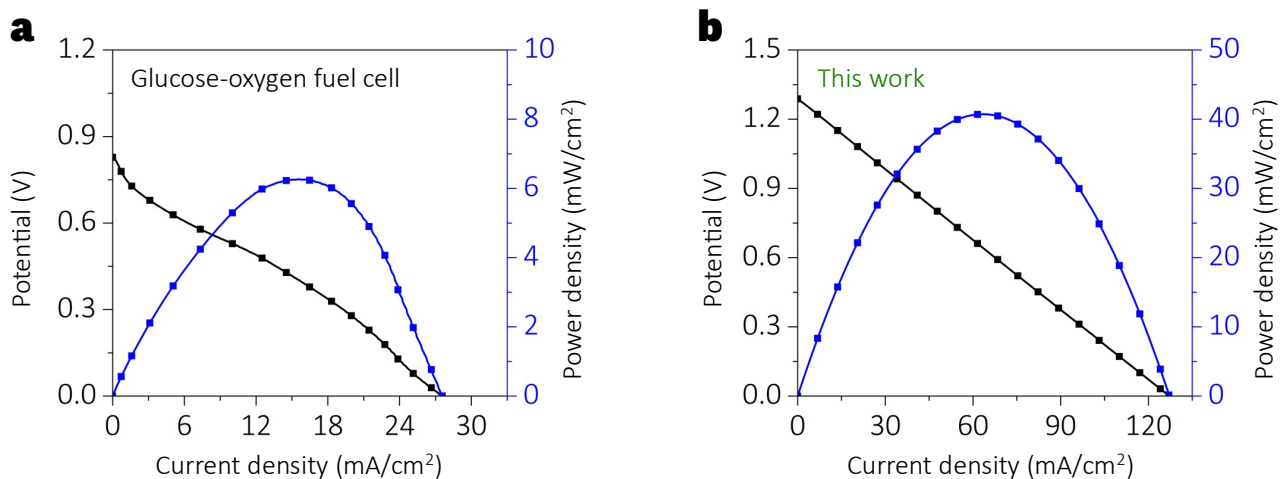 a
Glucose-oxygen fuel cell
Potential (V)
1.2
0.9
0.6
0.3
0.0
0 6 12 18 24 30
Current density (mA/cm²)
10
8
6
4
2
0
Power density (mW/cm²)
b
This work
Potential (V)
1.5
1.2
0.9
0.6
0.3
0.0
0 30 60 90 120
Current density (mA/cm²)
50
40
30
20
10
0
Power density (mW/cm²)